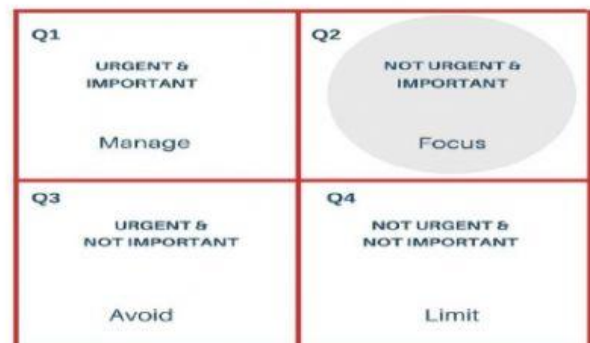 Q1
URGENT &
IMPORTANT
Manage
Q2
NOT URGENT &
IMPORTANT
Focus
Q3
URGENT &
NOT IMPORTANT
Avoid
Q4
NOT URGENT &
NOT IMPORTANT
Limit